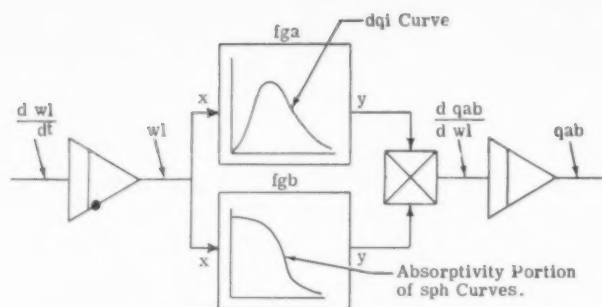 fga
dqi Curve
x
y
d wl
dt
wl
d qab
d wl
qab
fgb
x
y
Absorptivity Portion
of sph Curves.